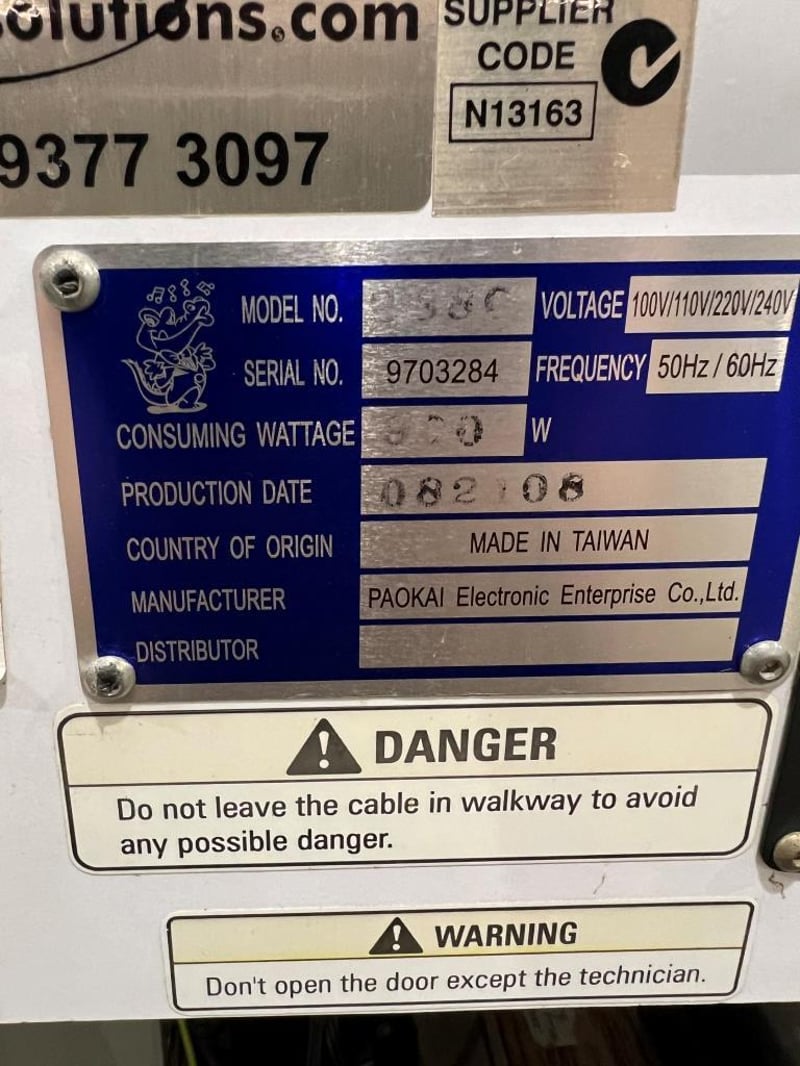 olutions.com
9377 3097
SUPPLIER
CODE
N13163
MODEL NO.
VOLTAGE 100V/110V/220V/240V
SERIAL NO. 9703284 FREQUENCY 50Hz / 60Hz
CONSUMING WATTAGE W
PRODUCTION DATE
COUNTRY OF ORIGIN MADE IN TAIWAN
MANUFACTURER PAOKAI Electronic Enterprise Co.,Ltd.
DISTRIBUTOR
DANGER
Do not leave the cable in walkway to avoid
any possible danger.
WARNING
Don't open the door except the technician.